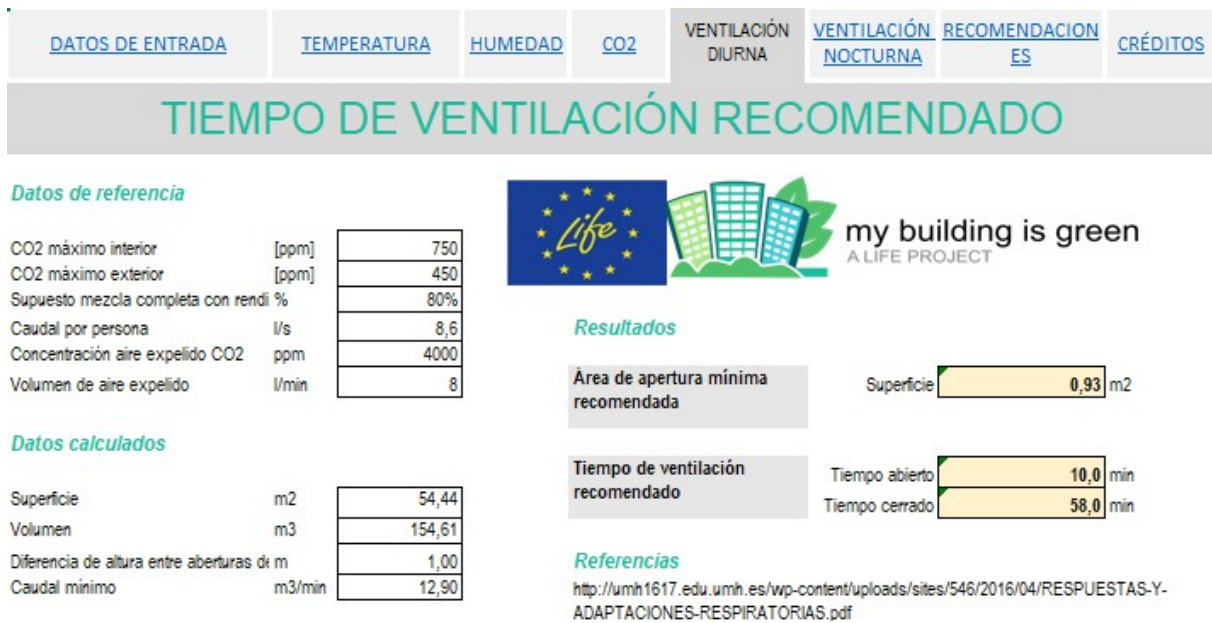 DATOS DE ENTRADA
TEMPERATURA
HUMEDAD
CO2
VENTILACIÓN
DIURNA
VENTILACIÓN
NOCTURNA
RECOMENDACION
ES
CRÉDITOS
TIEMPO DE VENTILACIÓN RECOMENDADO
Datos de referencia
CO2 máximo interior [ppm] 750
CO2 máximo exterior [ppm] 450
Supuesto mezcla completa con rendi % 80%
Caudal por persona l/s 8,6
Concentración aire expelido CO2 ppm 4000
Volumen de aire expelido l/min 8
Datos calculados
Superficie m2 54,44
Volumen m3 154,61
Diferencia de altura entre aberturas de m 1,00
Caudal minimo m3/min 12,90
Life
my building is green
A LIFE PROJECT
Resultados
Área de apertura mínima
recomendada
Superficie 0,93 m2
Tiempo de ventilación
recomendado
Tiempo abierto 10,0 min
Tiempo cerrado 58,0 min
Referencias
http://umh1617.edu.umh.es/wp-content/uploads/sites/546/2016/04/RESPUESTAS-Y-
ADAPTACIONES-RESPIRATORIAS.pdf